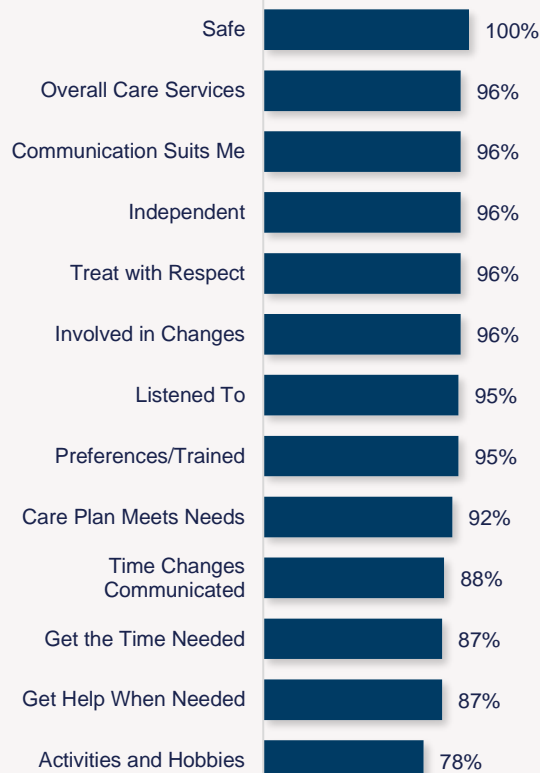 Safe 100%
Overall Care Services 96%
Communication Suits Me 96%
Independent 96%
Treat with Respect 96%
Involved in Changes 96%
Listened To 95%
Preferences/Trained 95%
Care Plan Meets Needs 92%
Time Changes
Communicated 88%
Get the Time Needed 87%
Get Help When Needed 87%
Activities and Hobbies 78%